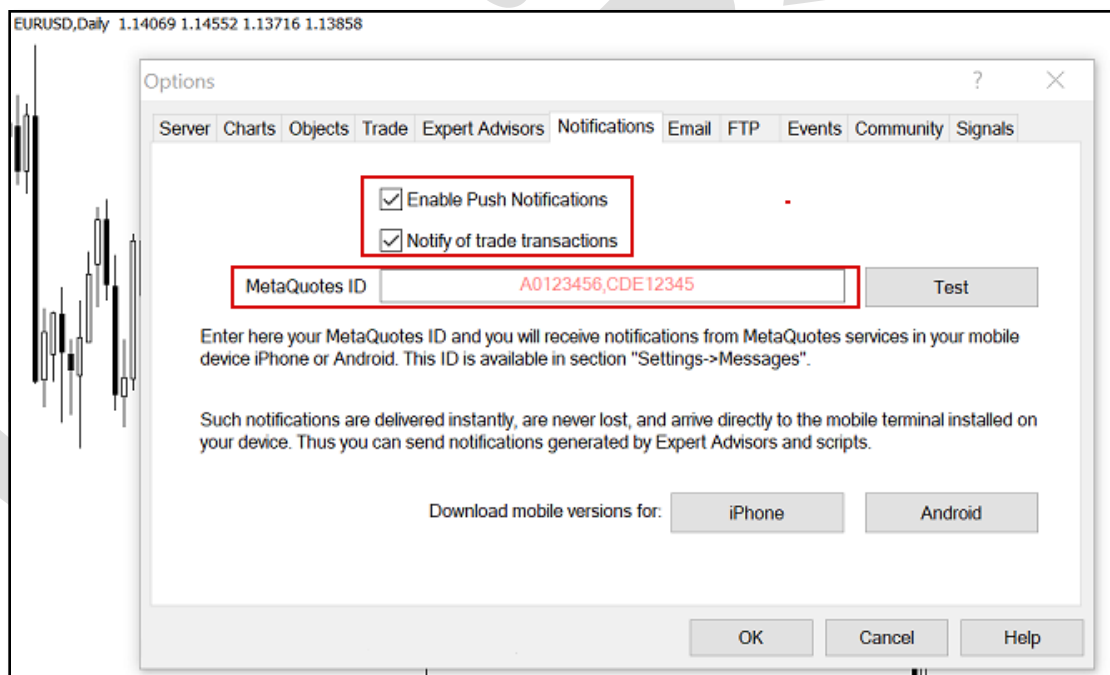 EURUSD,Daily 1.14069 1.14552 1.13716 1.13858
Options
Server Charts Objects Trade Expert Advisors Notifications Email FTP Events Community Signals
Enable Push Notifications
Notify of trade transactions
MetaQuotes ID A0123456,CDE12345 Test
Enter here your MetaQuotes ID and you will receive notifications from MetaQuotes services in your mobile
device iPhone or Android. This ID is available in section "Settings->Messages".
Such notifications are delivered instantly, are never lost, and arrive directly to the mobile terminal installed on
your device. Thus you can send notifications generated by Expert Advisors and scripts.
Download mobile versions for: iPhone Android
OK Cancel Help